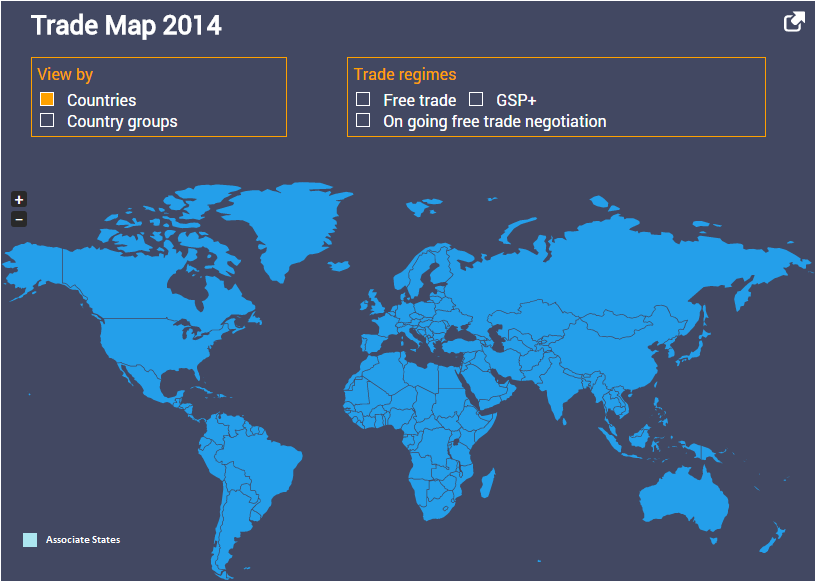 Trade Map 2014
View by
Countries
Country groups
Trade regimes
Free trade GSP+
On going free trade negotiation
+
−
Associate States